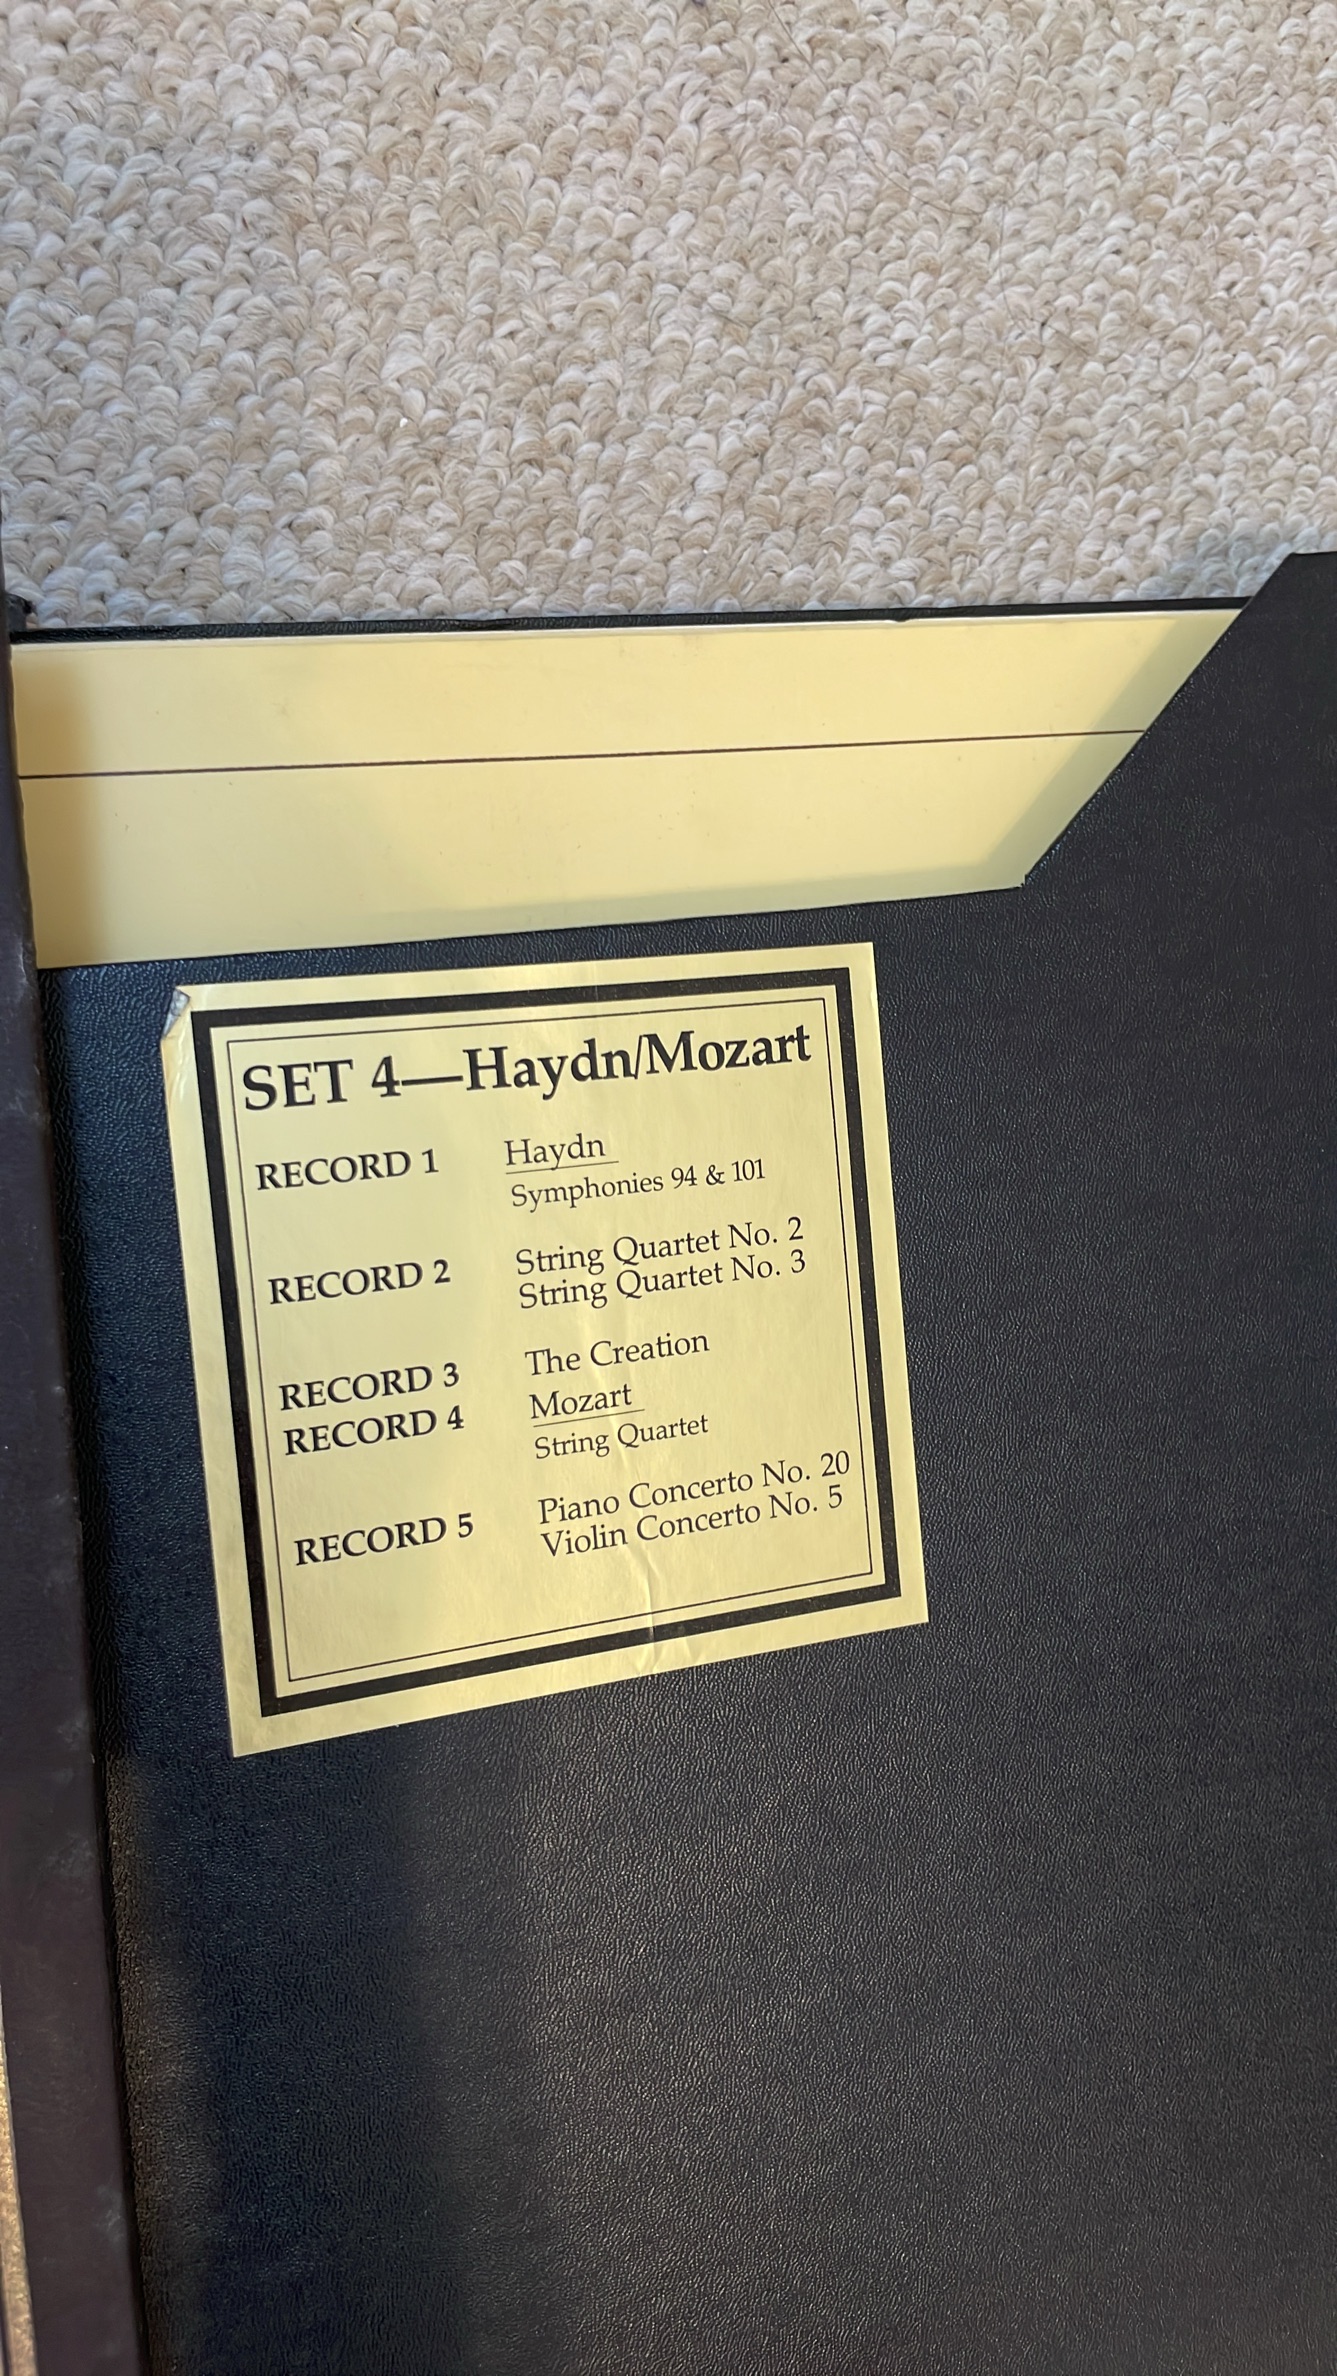 SET 4—Haydn/Mozart
RECORD 1 Haydn
Symphonies 94 & 101
RECORD 2 String Quartet No. 2
String Quartet No. 3
RECORD 3 The Creation
RECORD 4 Mozart
String Quartet
RECORD 5 Piano Concerto No. 20
Violin Concerto No. 5